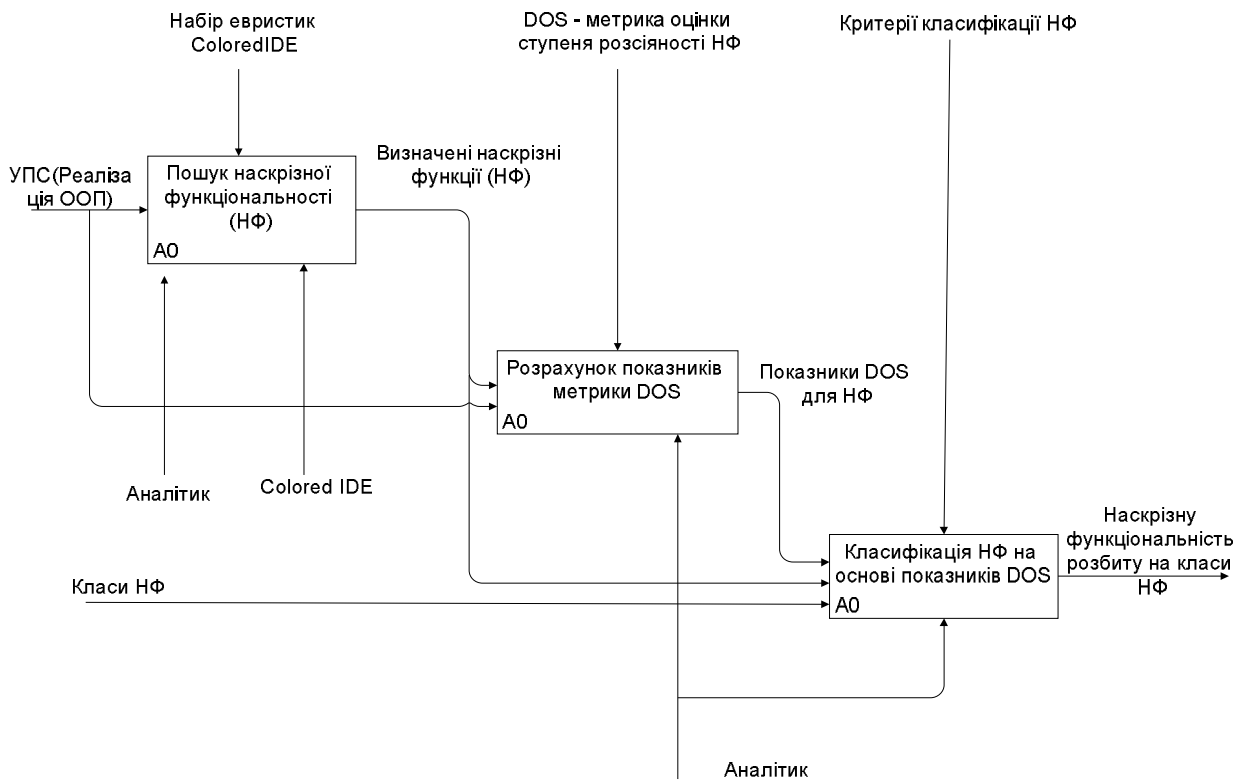 Набір евристик
ColoredIDE
DOS - метрика оцінки
ступеня розсіяності НФ
Критерії класифікації НФ
УПС(Реаліза
ція ООП)
Пошук наскрізної
функціональності
(НФ)
A0
Визначені наскрізні
функції (НФ)
Аналітик
Colored IDE
Розрахунок показників
метрики DOS
A0
Показники DOS
для НФ
Класи НФ
Класифікація НФ на
основі показників DOS
A0
Наскрізну
функціональність
розбиту на класи
НФ
Аналітик